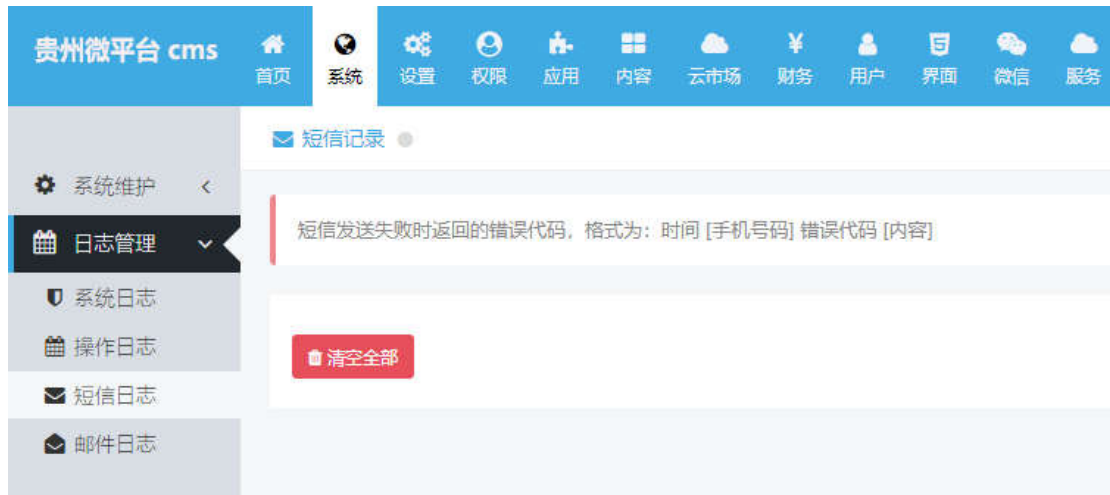 贵州微平台 cms
首页 系统 设置 权限 应用 内容 云市场 财务 用户 界面 微信 服务
短信记录
系统维护
日志管理
系统日志
操作日志
短信日志
邮件日志
短信发送失败时返回的错误代码，格式为：时间 [手机号码] 错误代码 [内容]
清空全部